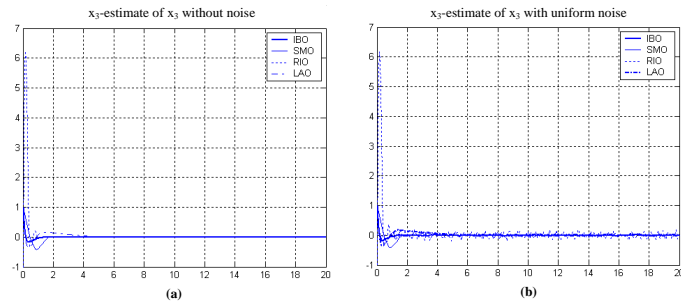 x3-estimate of x3 without noise
7
6
5
4
3
2
1
0
-1
0 2 4 6 8 10 12 14 16 18 20
IBO
SMO
RIO
LAO
(a)
x3-estimate of x3 with uniform noise
7
6
5
4
3
2
1
0
-1
0 2 4 6 8 10 12 14 16 18 20
IBO
SMO
RIO
LAO
(b)